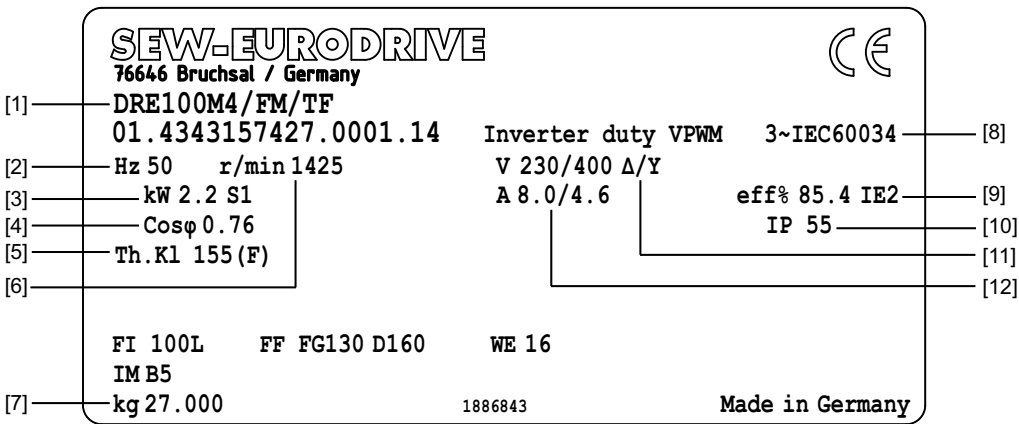 SEW-EURODRIVE
76646 Bruchsal / Germany
[1] DRE100M4/FM/TF
01.4343157427.0001.14 Inverter duty VPWM 3~IEC60034 [8]
[2] Hz 50 r/min 1425 V 230/400 Δ/Y
[3] kW 2.2 S1 A 8.0/4.6 eff% 85.4 IE2 [9]
[4] Cosφ 0.76 IP 55 [10]
[5] Th.Kl 155(F) [11]
[6] [12]
FI 100L FF FG130 D160 WE 16
IM B5
[7] kg 27.000 1886843 Made in Germany
CE